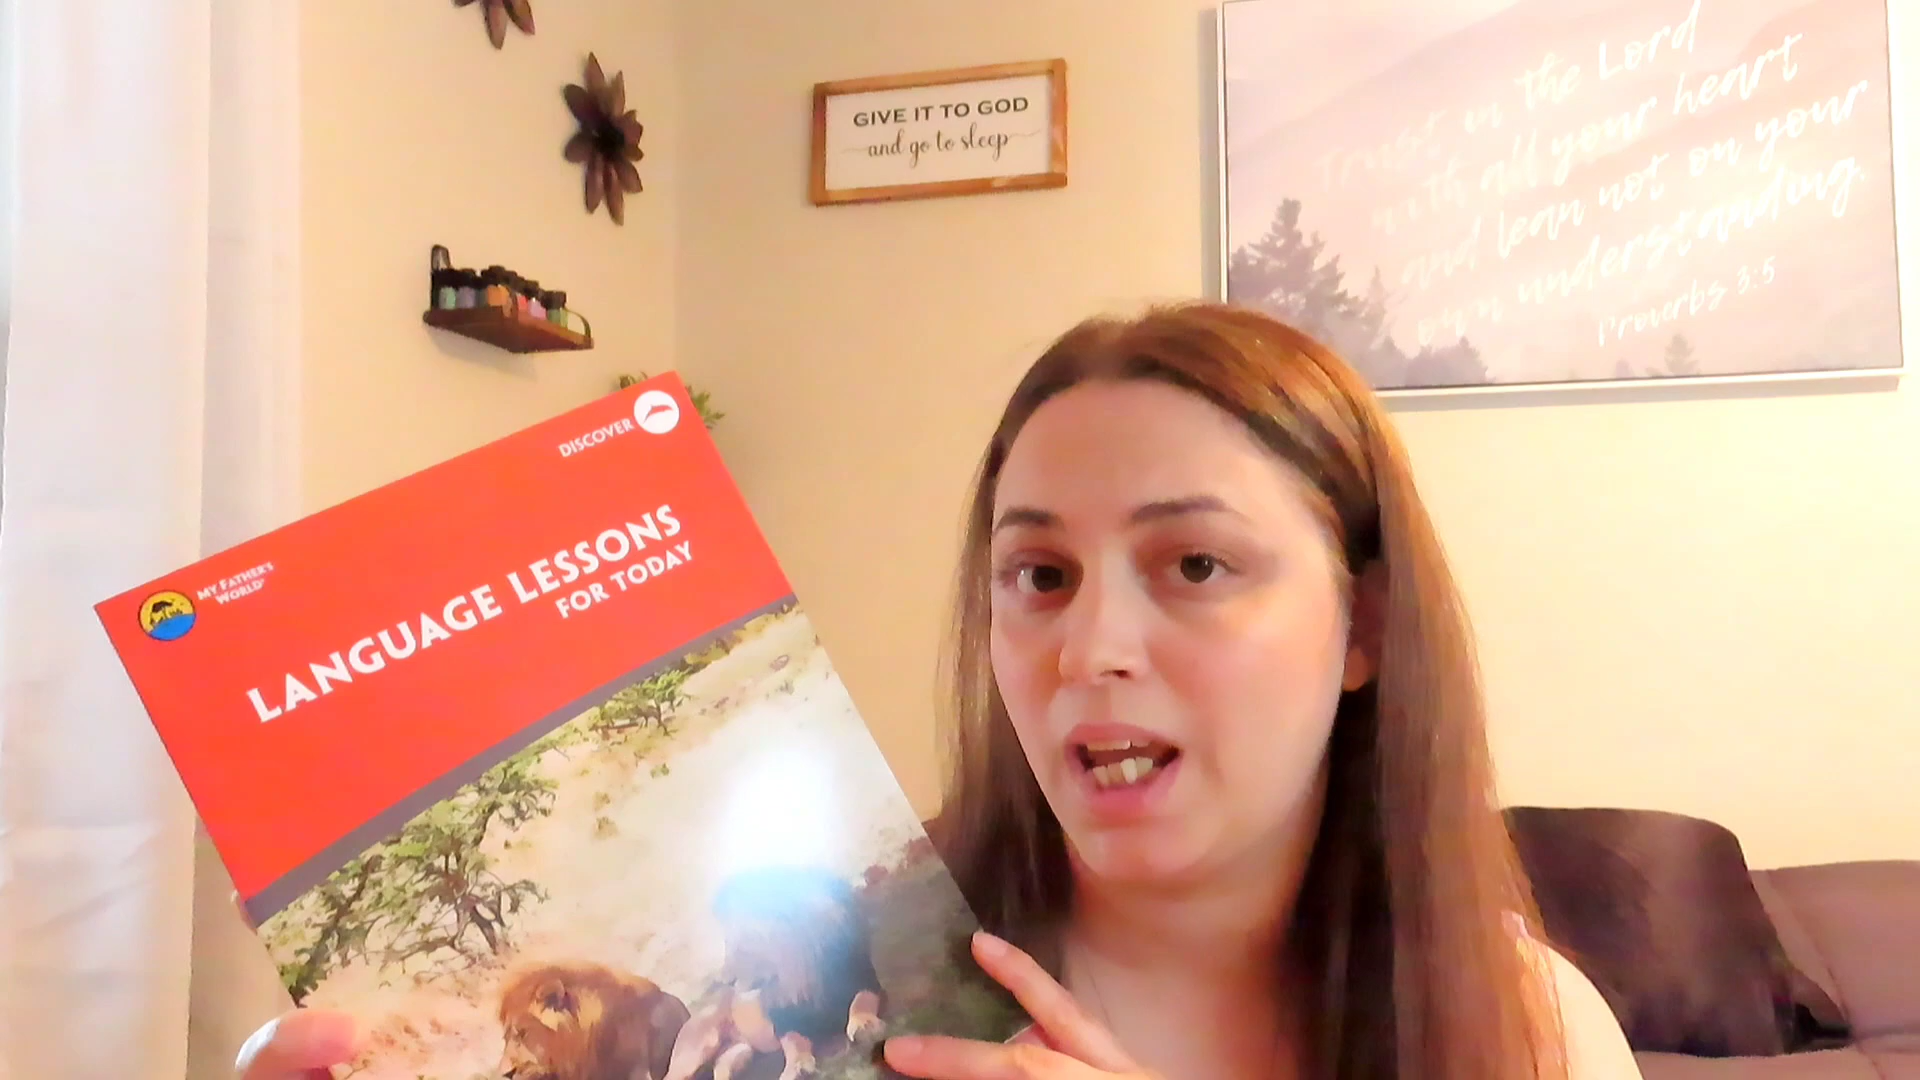 GIVE IT TO GOD
and go to sleep
Trust in the Lord
with all your heart
and lean not on your
own understanding.
Proverbs 3:5
DISCOVER
MY FATHER'S
WORLD®
LANGUAGE LESSONS
FOR TODAY